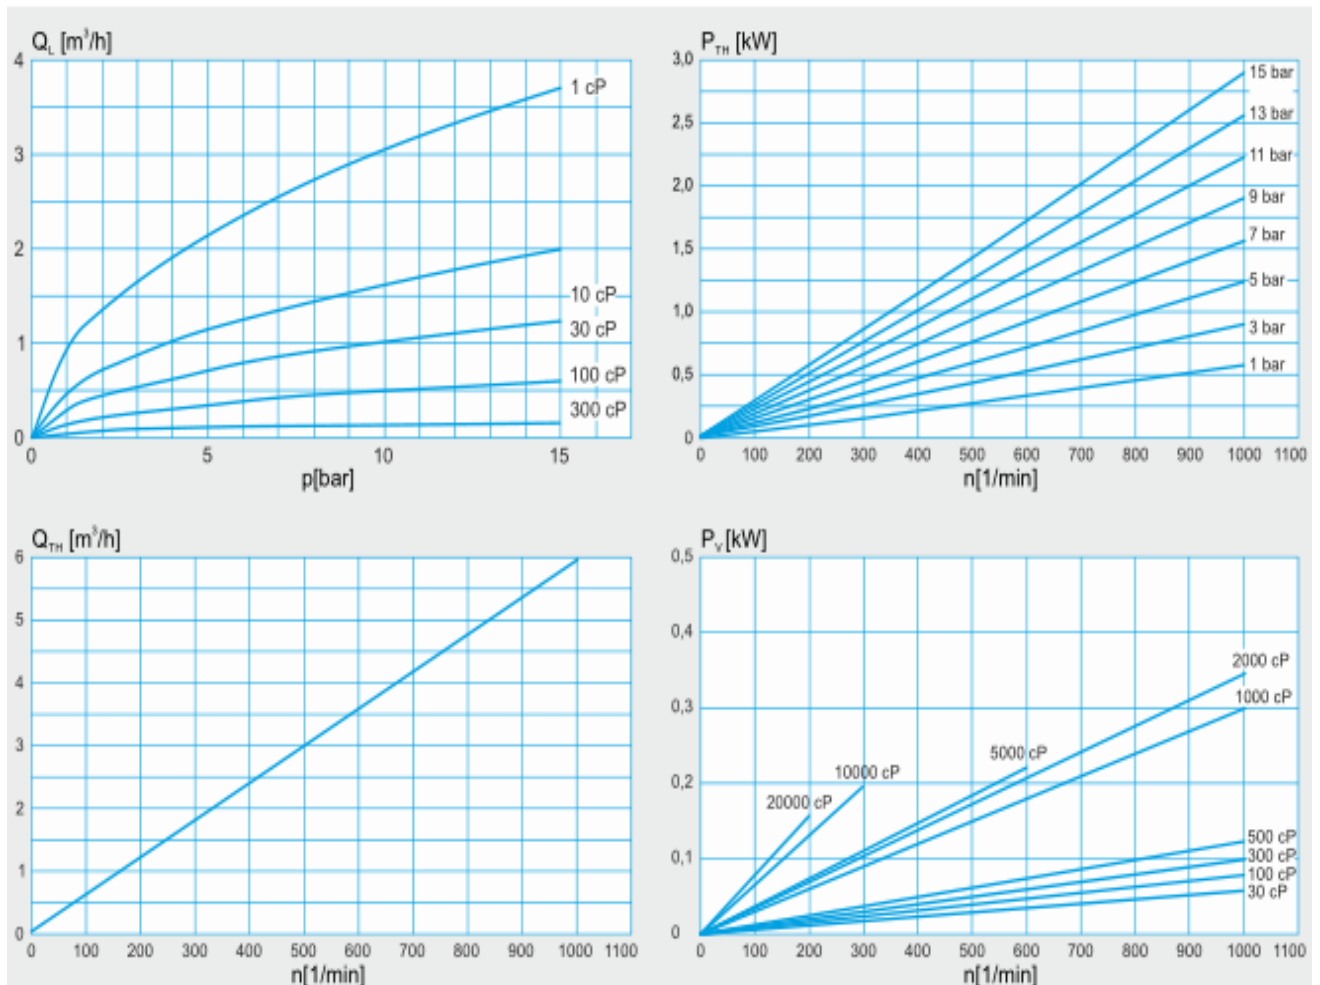 Q_L [m³/h]
4
3
2
1
0
1 cP
10 cP
30 cP
100 cP
300 cP
0 5 10 15
p[bar]
P_TH [kW]
3,0
2,5
2,0
1,5
1,0
0,5
0
15 bar
13 bar
11 bar
9 bar
7 bar
5 bar
3 bar
1 bar
0 100 200 300 400 500 600 700 800 900 1000 1100
n[1/min]
Q_TH [m³/h]
6
5
4
3
2
1
0
0 100 200 300 400 500 600 700 800 900 1000 1100
n[1/min]
P_V [kW]
0,5
0,4
0,3
0,2
0,1
0
2000 cP
1000 cP
5000 cP
10000 cP
20000 cP
500 cP
300 cP
100 cP
30 cP
0 100 200 300 400 500 600 700 800 900 1000 1100
n[1/min]